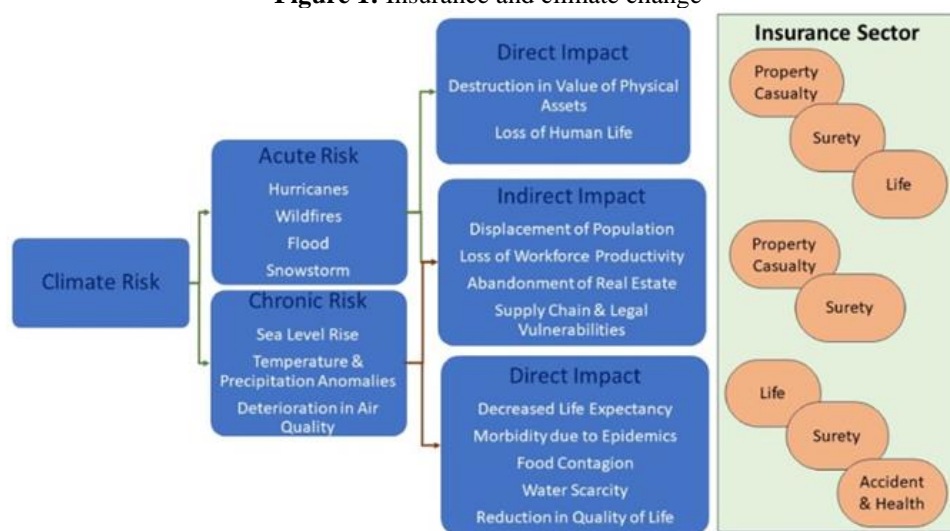 Figure 1: Insurance and climate change
Climate Risk
Acute Risk
Hurricanes
Wildfires
Flood
Snowstorm
Chronic Risk
Sea Level Rise
Temperature &
Precipitation Anomalies
Deterioration in Air
Quality
Direct Impact
Destruction in Value of Physical
Assets
Loss of Human Life
Indirect Impact
Displacement of Population
Loss of Workforce Productivity
Abandonment of Real Estate
Supply Chain & Legal
Vulnerabilities
Direct Impact
Decreased Life Expectancy
Morbidity due to Epidemics
Food Contagion
Water Scarcity
Reduction in Quality of Life
Insurance Sector
Property
Casualty
Surety
Life
Property
Casualty
Surety
Life
Surety
Accident
& Health